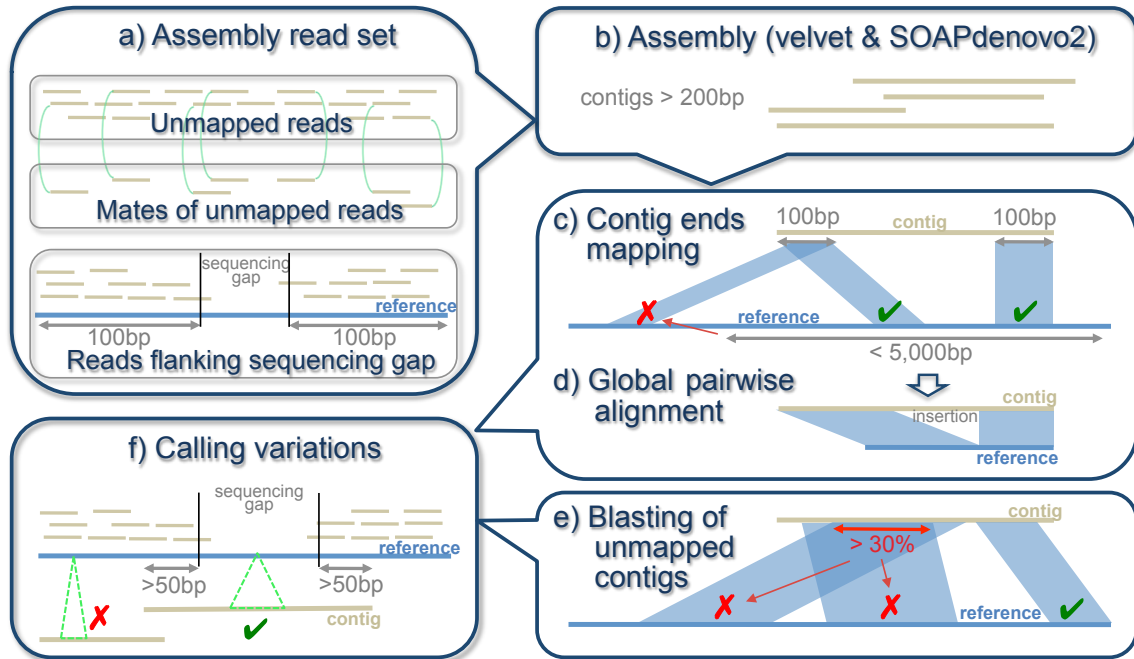 a) Assembly read set
Unmapped reads
Mates of unmapped reads
sequencing
gap
reference
100bp
100bp
Reads flanking sequencing gap
b) Assembly (velvet & SOAPdenovo2)
contigs > 200bp
c) Contig ends
mapping
100bp
contig
100bp
✗
✔
✔
reference
< 5,000bp
d) Global pairwise
alignment
contig
insertion
reference
e) Blasting of
unmapped
contigs
contig
> 30%
✗
✗
✔
reference
f) Calling variations
sequencing
gap
reference
>50bp
>50bp
✗
contig
✔